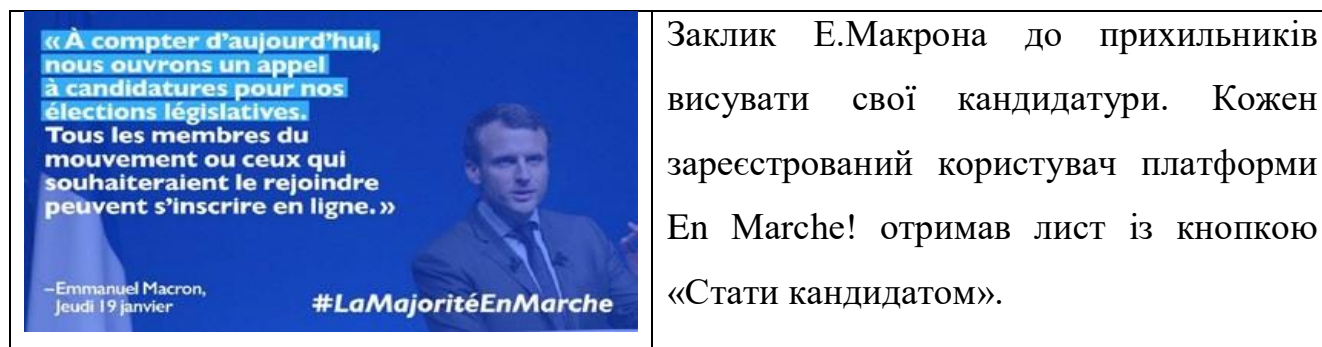 « À compter d'aujourd'hui,
nous ouvrons un appel
à candidatures pour nos
élections législatives.
Tous les membres du
mouvement ou ceux qui
souhaiteraient le rejoindre
peuvent s'inscrire en ligne. »
–Emmanuel Macron,
Jeudi 19 janvier
#LaMajoritéEnMarche
Заклик Е.Макрона до прихильників
висувати свої кандидатури. Кожен
зареєстрований користувач платформи
En Marche! отримав лист із кнопкою
«Стати кандидатом».